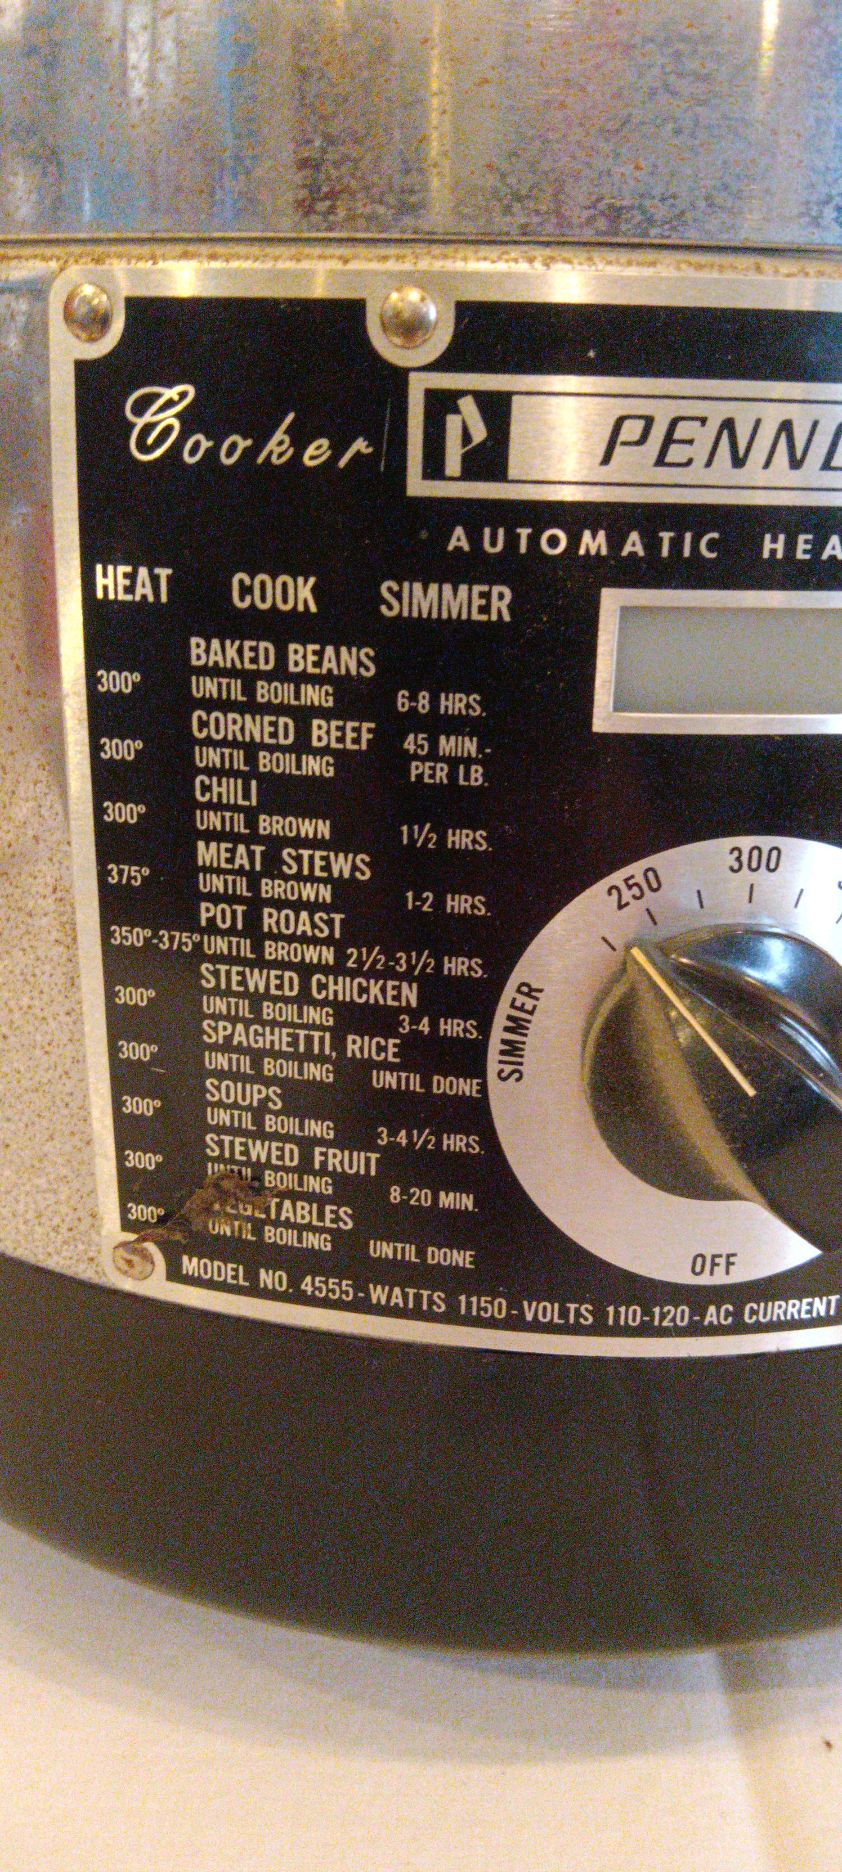 Cooker
PENN
AUTOMATIC HEA
HEAT COOK SIMMER
BAKED BEANS
300° UNTIL BOILING 6-8 HRS.
CORNED BEEF 45 MIN.-
300° UNTIL BOILING PER LB.
CHILI
300° UNTIL BROWN 1½ HRS.
MEAT STEWS
375° UNTIL BROWN 1-2 HRS.
POT ROAST
350°-375° UNTIL BROWN 2½-3½ HRS.
STEWED CHICKEN
300° UNTIL BOILING 3-4 HRS.
SPAGHETTI, RICE
300° UNTIL BOILING UNTIL DONE
SOUPS
300° UNTIL BOILING 3-4½ HRS.
STEWED FRUIT
300° UNTIL BOILING 8-20 MIN.
VEGETABLES
300° UNTIL BOILING UNTIL DONE
250
300
SIMMER
OFF
MODEL NO. 4555-WATTS 1150-VOLTS 110-120-AC CURRENT